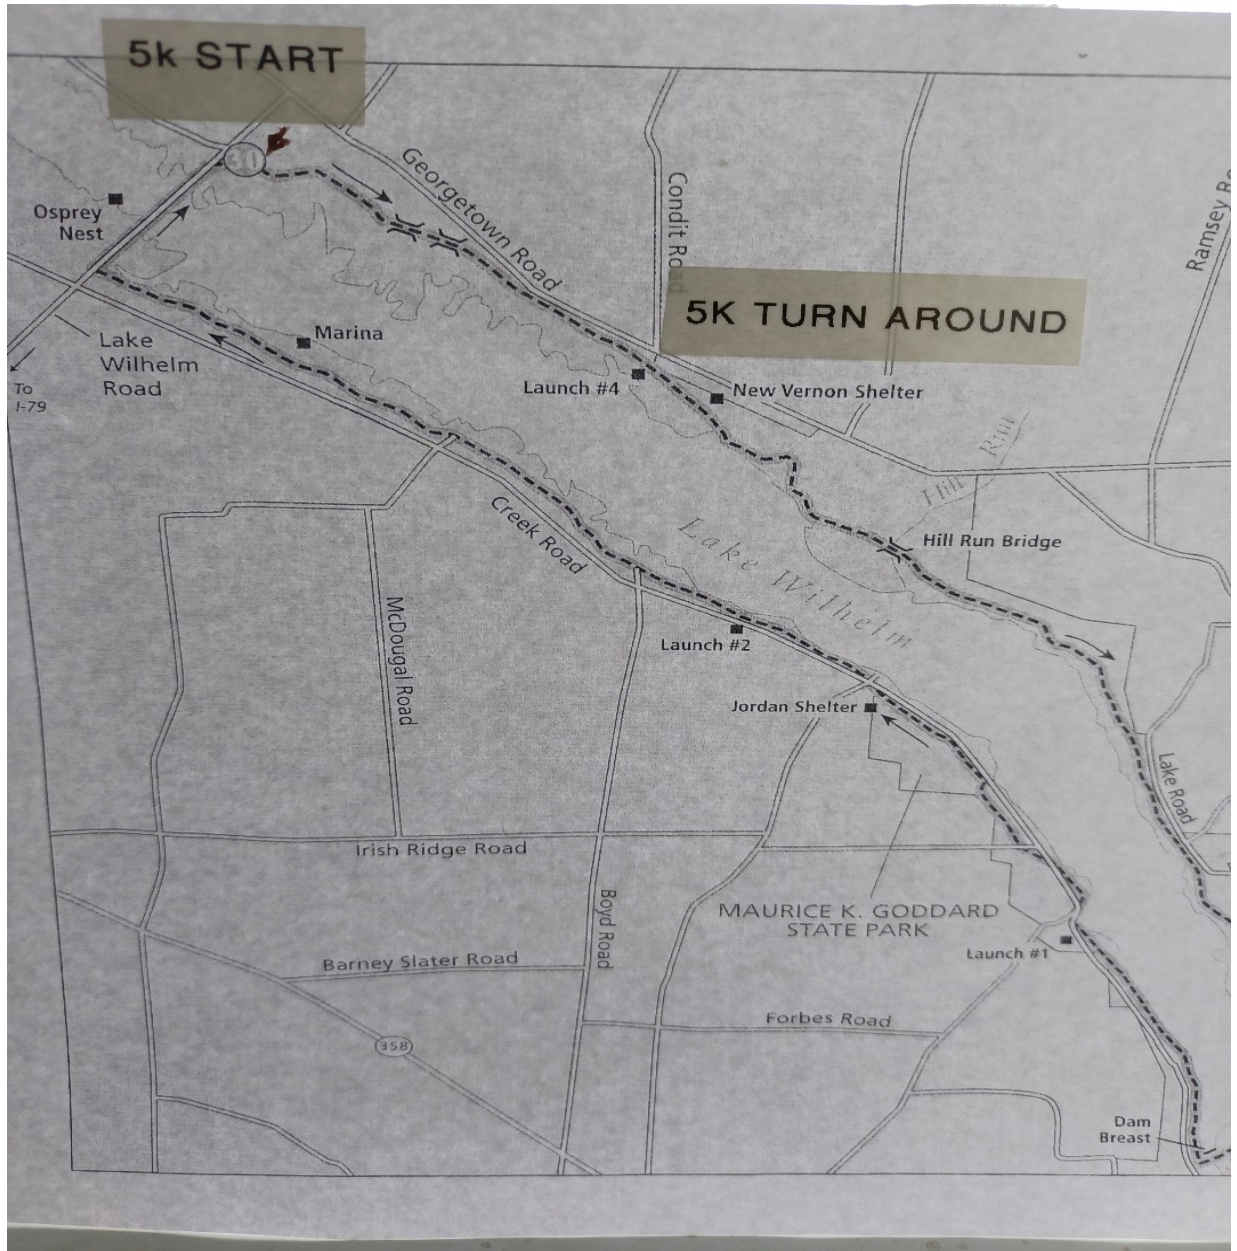 5k START
Georgetown Road
Condit Road
Ramsey
Osprey
Nest
5K TURN AROUND
Marina
Lake
Wilhelm
Road
To
I-79
Launch #4
New Vernon Shelter
Hill Run
Creek Road
Lake Wilhelm
Hill Run Bridge
McDougal Road
Launch #2
Jordan Shelter
Lake Road
Irish Ridge Road
Boyd Road
MAURICE K. GODDARD
STATE PARK
Launch #1
Barney Slater Road
Forbes Road
358
Dam
Breast